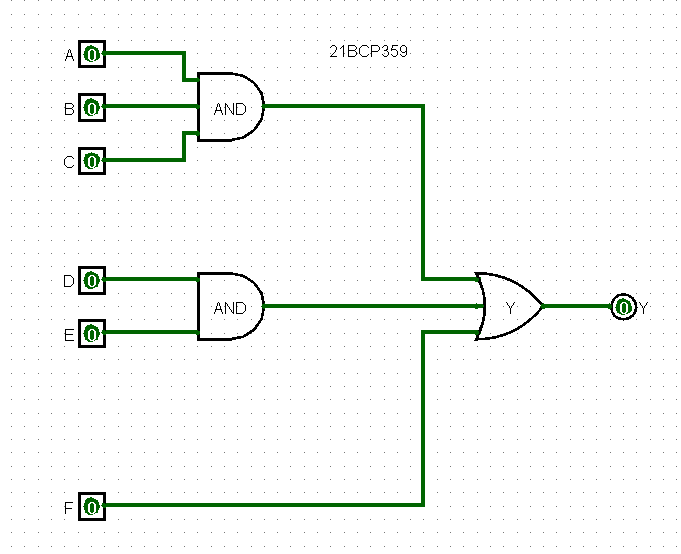 21BCP359
A 0
B 0
AND
C 0
D 0
AND
E 0
Y
0 Y
F 0